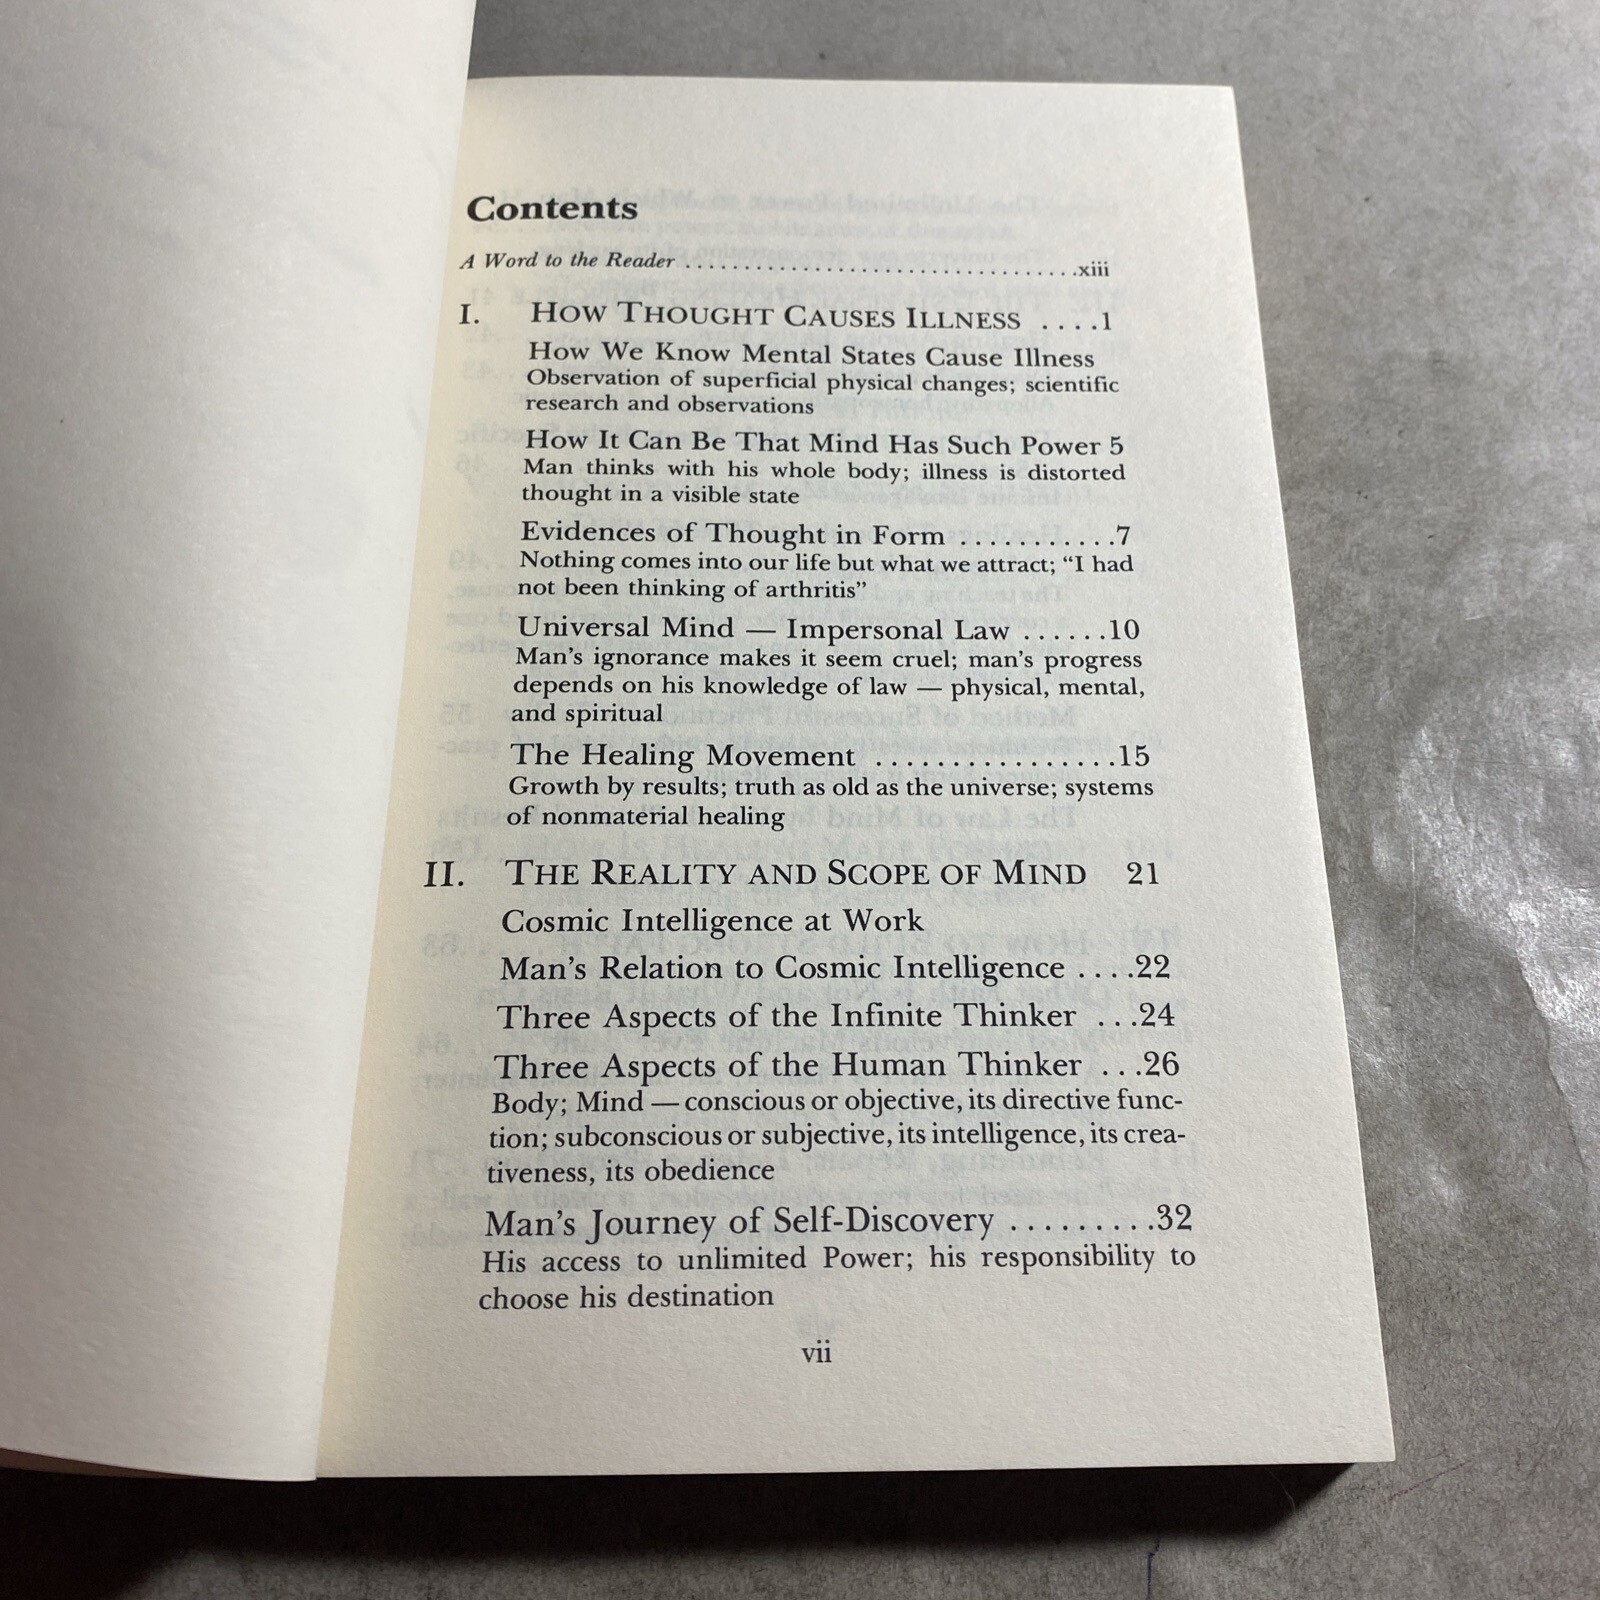 Contents
A Word to the Reader ..................................xiii
I. HOW THOUGHT CAUSES ILLNESS ....1
How We Know Mental States Cause Illness
Observation of superficial physical changes; scientific
research and observations
How It Can Be That Mind Has Such Power 5
Man thinks with his whole body; illness is distorted
thought in a visible state
Evidences of Thought in Form ...........7
Nothing comes into our life but what we attract; “I had
not been thinking of arthritis”
Universal Mind — Impersonal Law ......10
Man’s ignorance makes it seem cruel; man’s progress
depends on his knowledge of law — physical, mental,
and spiritual
The Healing Movement ................15
Growth by results; truth as old as the universe; systems
of nonmaterial healing
II. THE REALITY AND SCOPE OF MIND 21
Cosmic Intelligence at Work
Man’s Relation to Cosmic Intelligence ....22
Three Aspects of the Infinite Thinker ...24
Three Aspects of the Human Thinker ...26
Body; Mind — conscious or objective, its directive func-
tion; subconscious or subjective, its intelligence, its crea-
tiveness, its obedience
Man’s Journey of Self-Discovery .........32
His access to unlimited Power; his responsibility to
choose his destination
vii